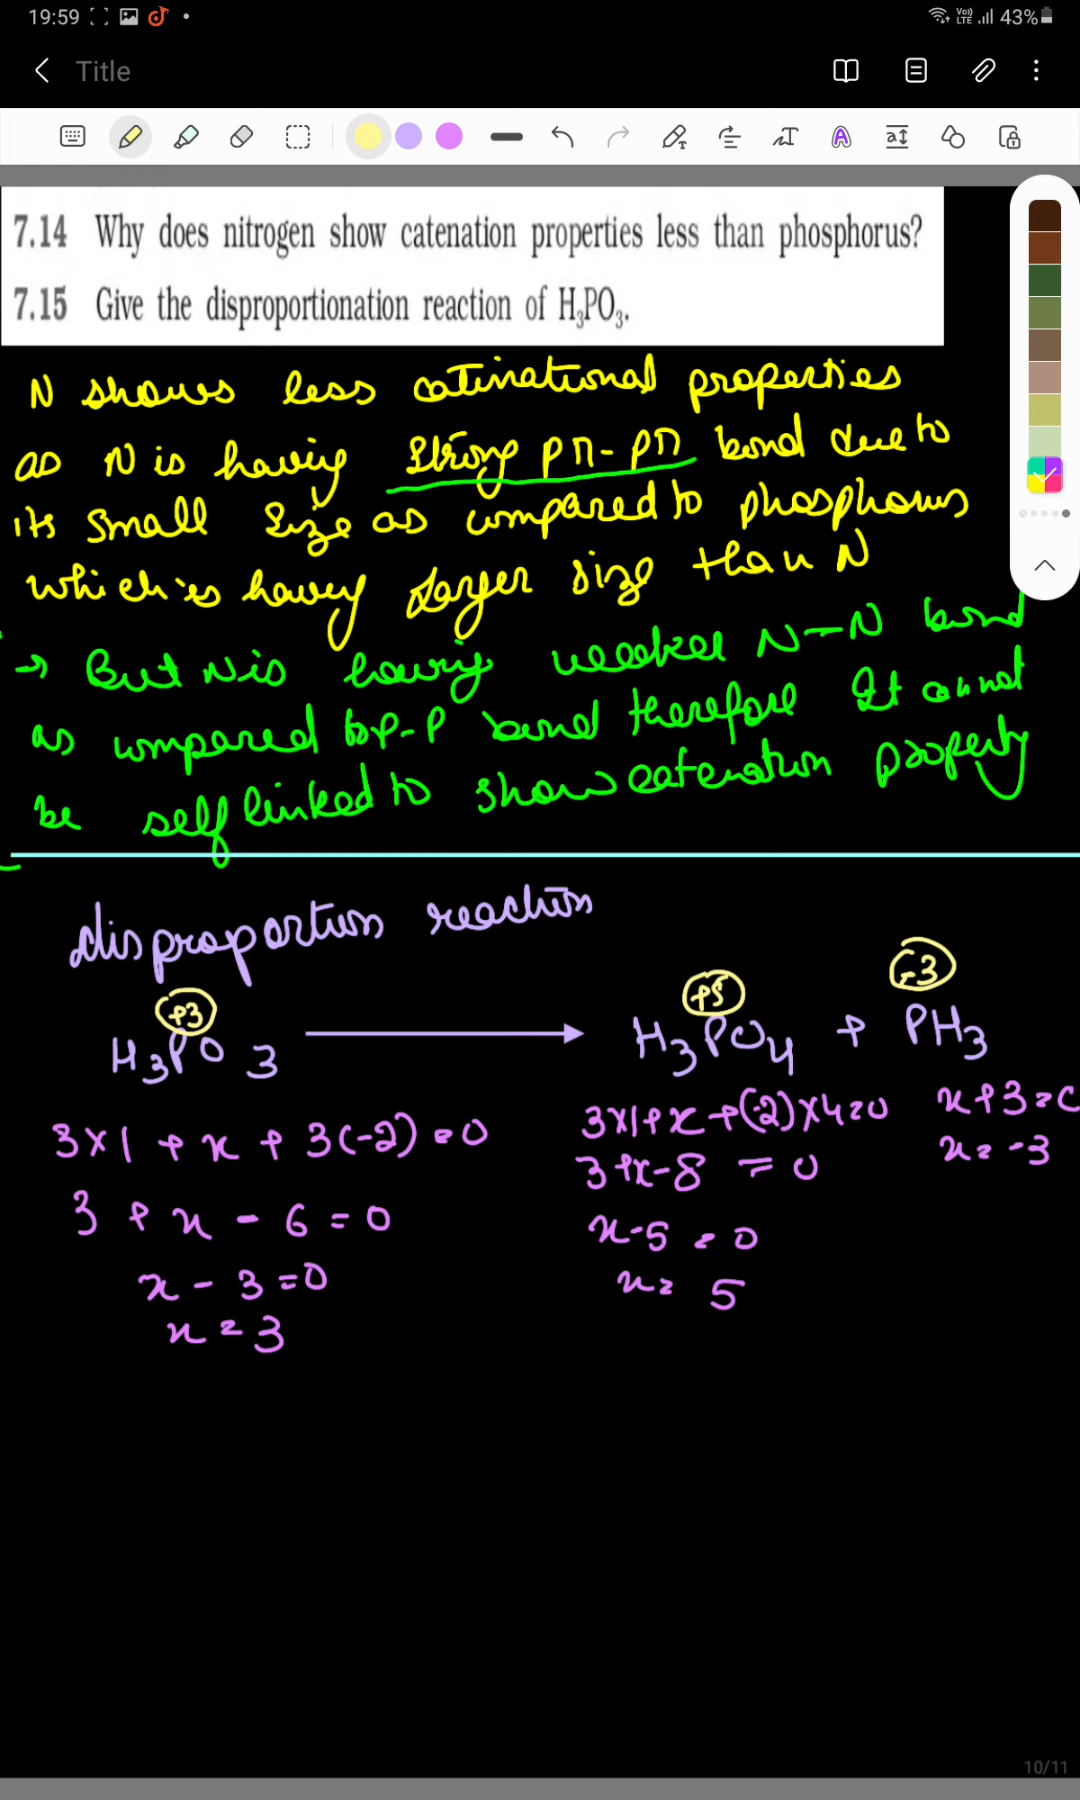 19:59
43%
Title
7.14 Why does nitrogen show catenation properties less than phosphorus?
7.15 Give the disproportionation reaction of H₃PO₃.
N shows less catinational properties
as N is having Strong pπ-pπ bond due to
its small size as compared to phosphorus
which is having larger size than N
→ But N is having weaker N-N bond
as compared to P-P bond therefore It cannot
be self linked to show catenation property
disproportion reaction
+3 +5 -3
H₃PO3 → H₃PO₄ + PH₃
3×1 + x + 3(-2) = 0
3 + x - 6 = 0
x - 3 = 0
x = 3
3×1+x+(-2)×4=0
3+x-8 = 0
x-5 = 0
x = 5
x+3=0
x = -3
10/11